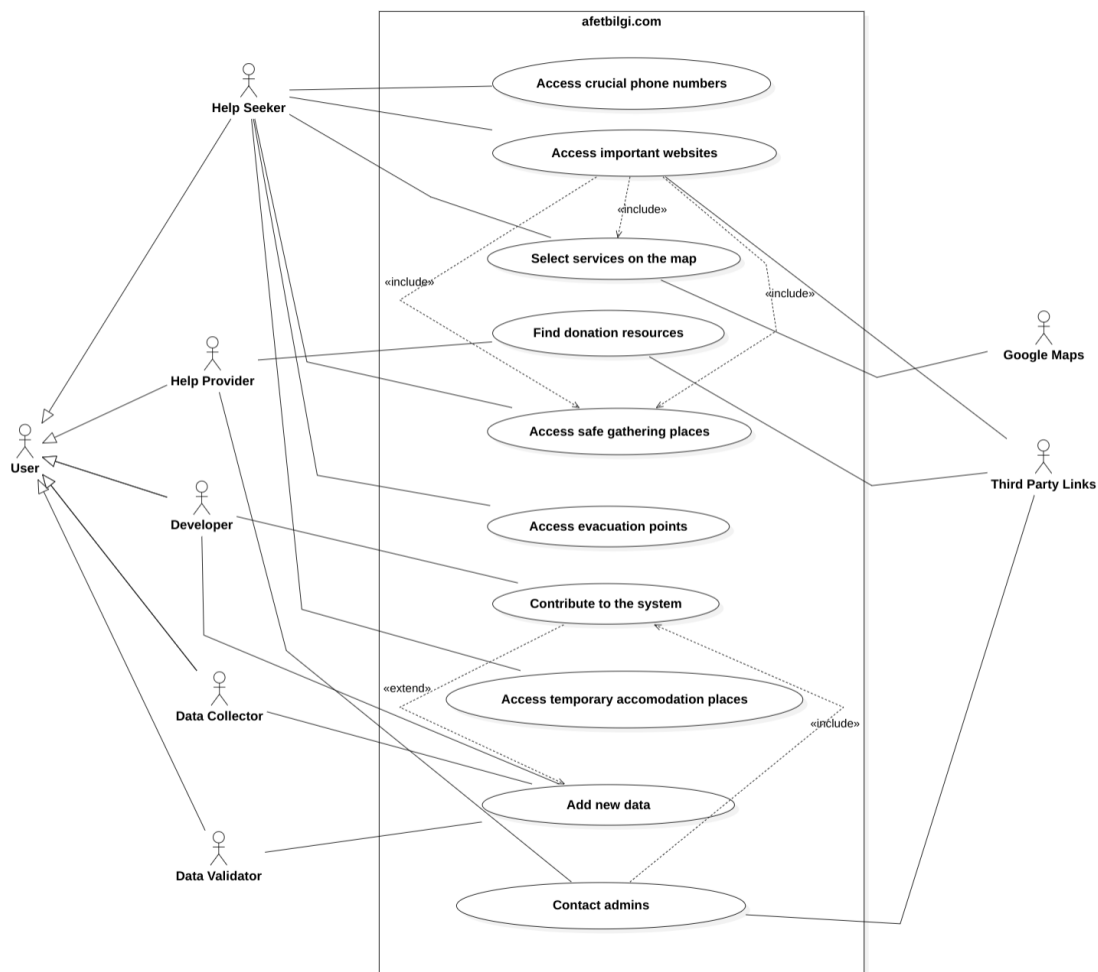 afetbilgi.com
Access crucial phone numbers
Help Seeker
Access important websites
«include»
Select services on the map
«include»
«include»
Find donation resources
Google Maps
Help Provider
Access safe gathering places
User
Third Party Links
Developer
Access evacuation points
Contribute to the system
«extend»
Access temporary accomodation places
Data Collector
«include»
Add new data
Data Validator
Contact admins